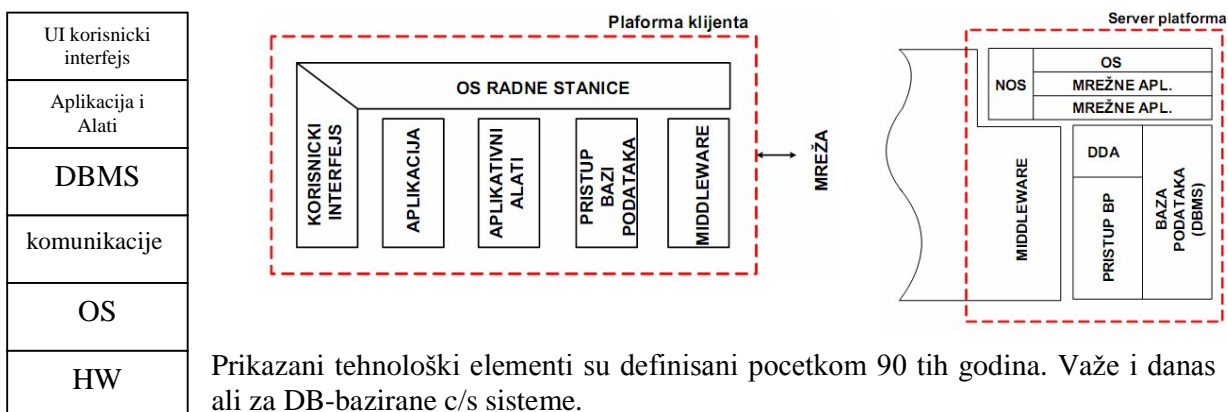 UI korisnicki
interfejs
Aplikacija i
Alati
DBMS
komunikacije
OS
HW
Plaforma klijenta
OS RADNE STANICE
KORISNICKI
INTERFEJS
APLIKACIJA
APLIKATIVNI
ALATI
PRISTUP
BAZI
PODATAKA
MIDDLEWARE
MREŽA
Server platforma
NOS
OS
MREŽNE APL.
MREŽNE APL.
MIDDLEWARE
DDA
PRISTUP BP
BAZA
PODATAKA
(DBMS)
Prikazani tehnološki elementi su definisani pocetkom 90 tih godina. Važe i danas
ali za DB-bazirane c/s sisteme.